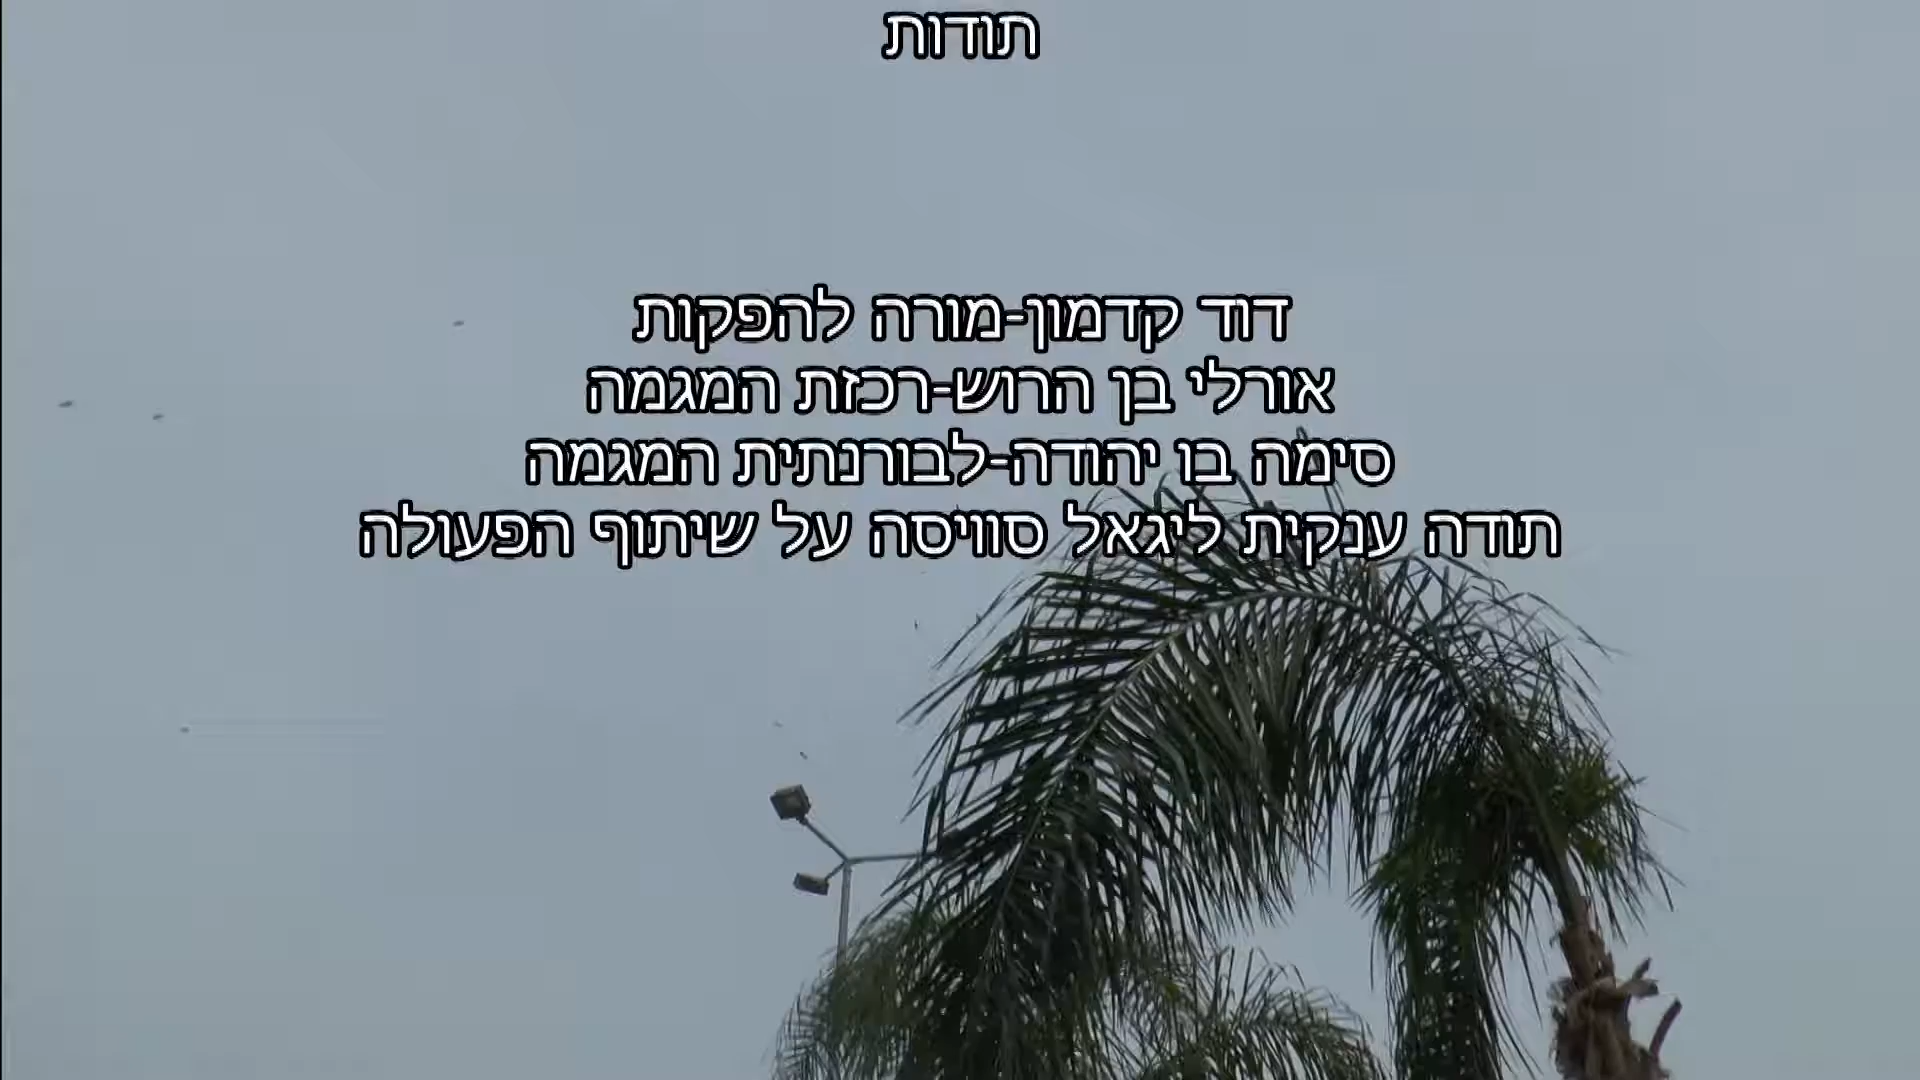 תודות
דוד קדמון-מורה להפקות
אורלי בן הרוש-רכזת המגמה
סימה בו יהודה-לבורנתית המגמה
תודה ענקית ליגאל סוויסה על שיתוף הפעולה